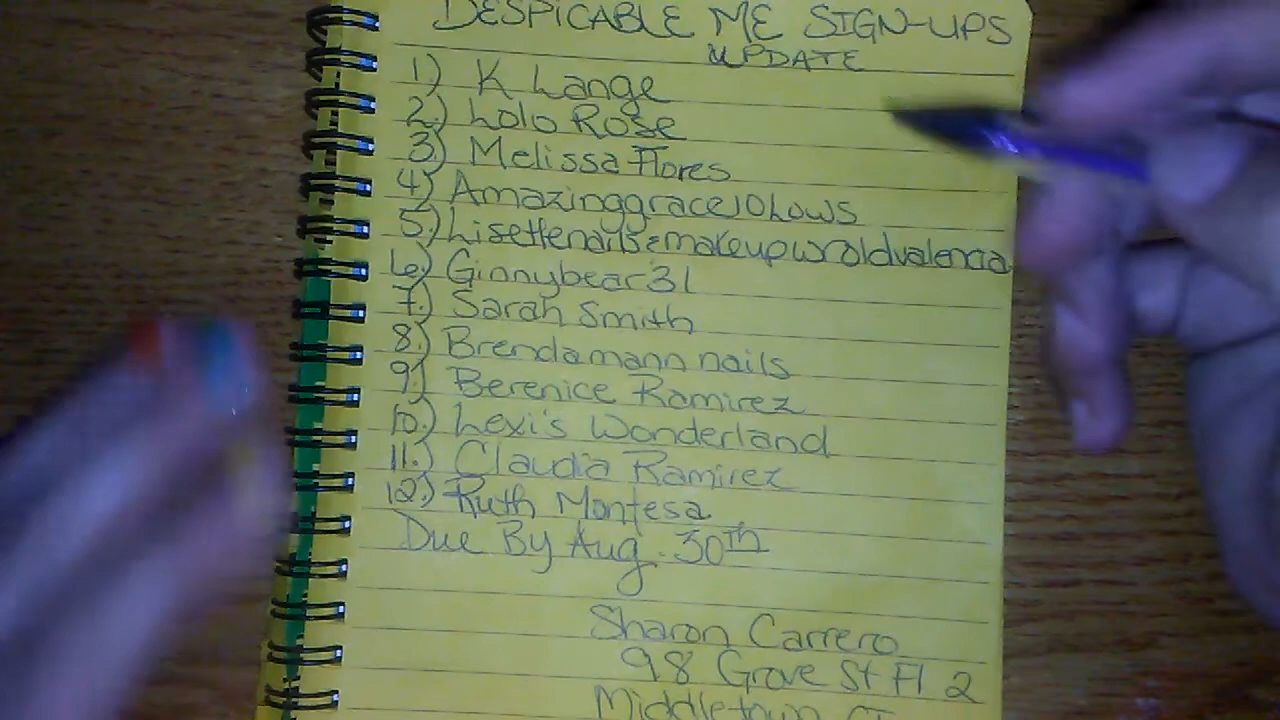 DESPICABLE ME SIGN-UPS
UPDATE
1) K Lange
2) Lolo Rose
3) Melissa Flores
4) Amazinggrace10Lows
5) Lisettenails&makeupwroldvalencia
6) Ginnybear31
7) Sarah Smith
8) Brendamann nails
9) Berenice Ramirez
10.) Lexi's Wonderland
11.) Claudia Ramirez
12) Ruth Montesa
Due By Aug. 30th
Sharon Carrero
98 Grove St Fl 2
Middletown CT